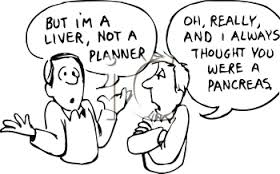 BUT I'M A
LIVER, NOT A
PLANNER
OH, REALLY,
AND I ALWAYS
THOUGHT YOU
WERE A
PANCREAS.